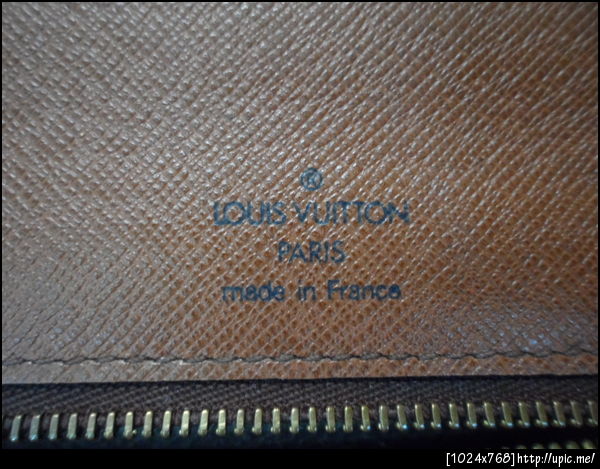 ®
LOUIS VUITTON
PARIS
made in France
[1024x768]http://upic.me/